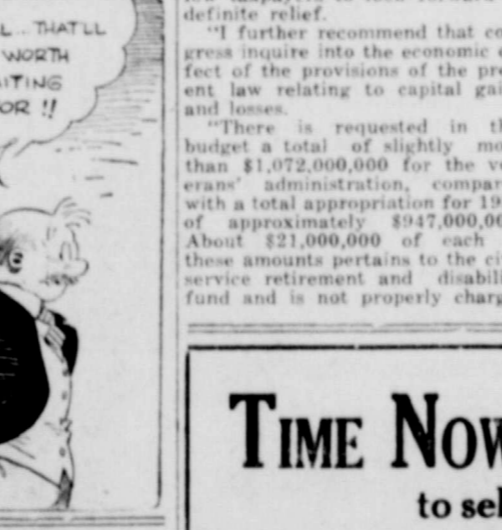 L... THAT'LL
WORTH
ITING
OR !!
definite relief.
"I further recommend that co
gress inquire into the economic e
fect of the provisions of the pre
ent law relating to capital gai
and losses.
"There is requested in th
budget a total of slightly mo
than $1,072,000,000 for the ve
erans' administration, compar
with a total appropriation for 19
of approximately $947,000,00
About $21,000,000 of each
these amounts pertains to the ci
service retirement and disabili
fund and is not properly charg
TIME NOW
to sel